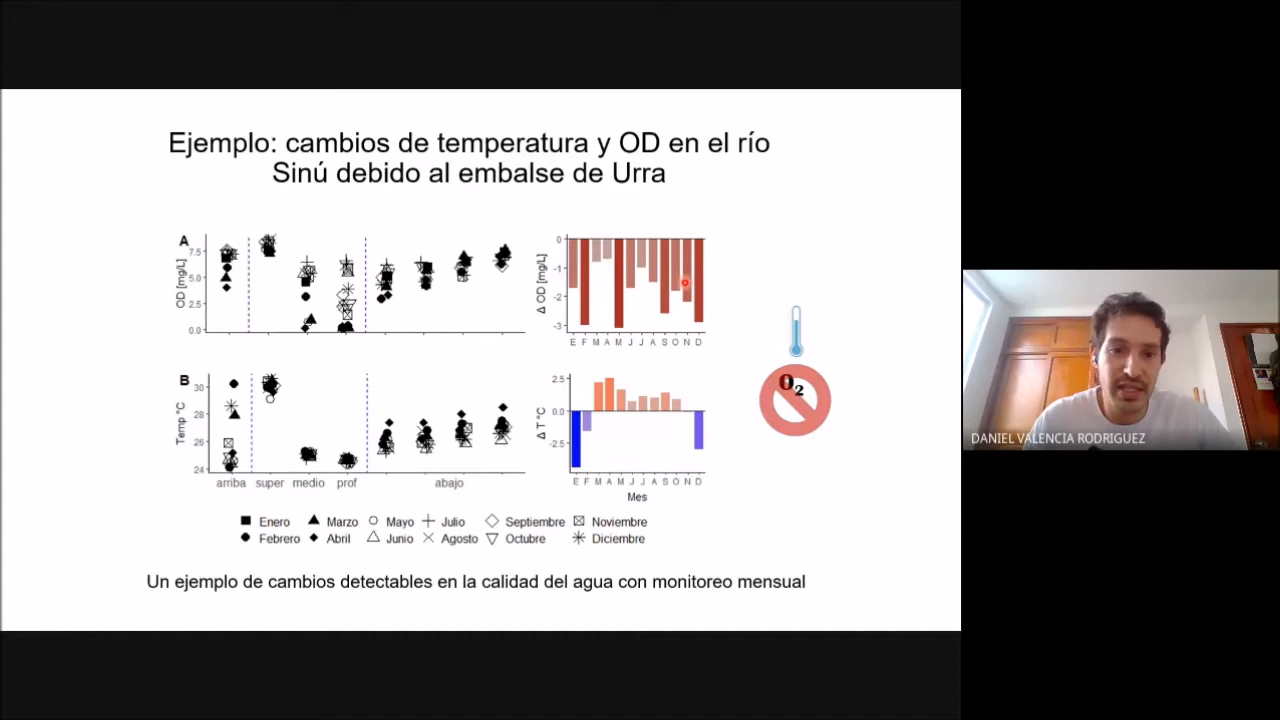 Ejemplo: cambios de temperatura y OD en el río
Sinú debido al embalse de Urra
A
OD [mg/L]
7.5
5.0
2.5
0.0
Δ OD [mg/L]
0
-1
-2
-3
E F M A M J J A S O N D
B
Temp °C
30
28
26
24
arriba super medio prof abajo
Δ T °C
2.5
0.0
-2.5
E F M A M J J A S O N D
Mes
O₂
Enero Marzo Mayo Julio Septiembre Noviembre
Febrero Abril Junio Agosto Octubre Diciembre
Un ejemplo de cambios detectables en la calidad del agua con monitoreo mensual
DANIEL VALENCIA RODRIGUEZ